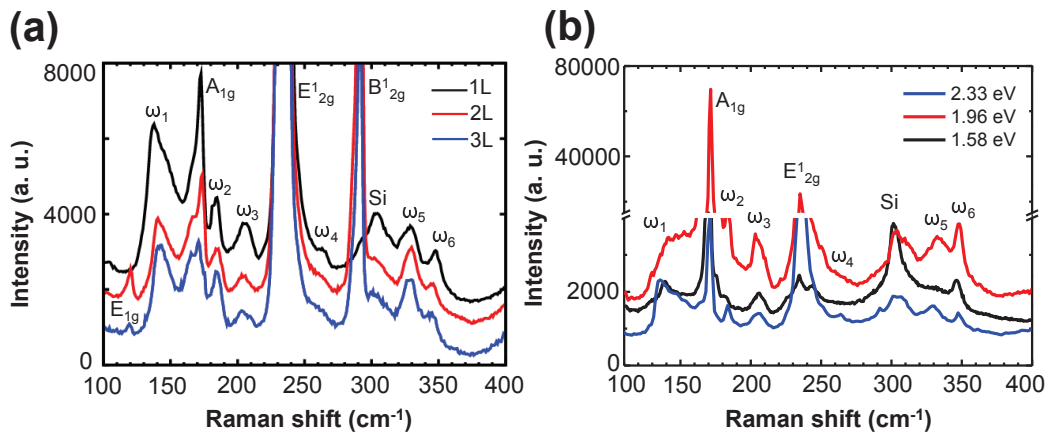 (a)
Intensity (a. u.)
8000
4000
0
ω₁
A₁g
ω₂
ω₃
E¹₂g
ω₄
B¹₂g
Si
ω₅
ω₆
E₁g
1L
2L
3L
100 150 200 250 300 350 400
Raman shift (cm⁻¹)
(b)
Intensity (a. u.)
80000
40000
2000
0
ω₁
A₁g
ω₂
ω₃
E¹₂g
ω₄
Si
ω₅
ω₆
2.33 eV
1.96 eV
1.58 eV
100 150 200 250 300 350 400
Raman shift (cm⁻¹)